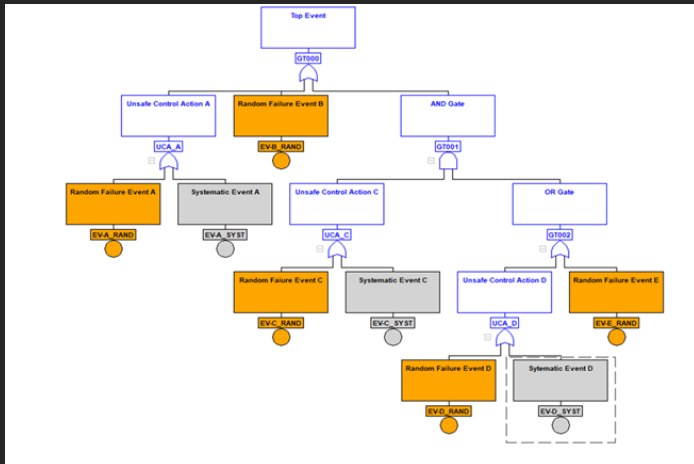 Top Event
GT000
Unsafe Control Action A
Random Failure Event B
AND Gate
UCA_A
EV-B_RAND
GT001
Random Failure Event A
Systematic Event A
Unsafe Control Action C
OR Gate
EV-A_RAND
EV-A_SYST
UCA_C
GT002
Random Failure Event C
Systematic Event C
Unsafe Control Action D
Random Failure Event E
EV-C_RAND
EV-C_SYST
UCA_D
EV-E_RAND
Random Failure Event D
Sytematic Event D
EV-D_RAND
EV-D_SYST